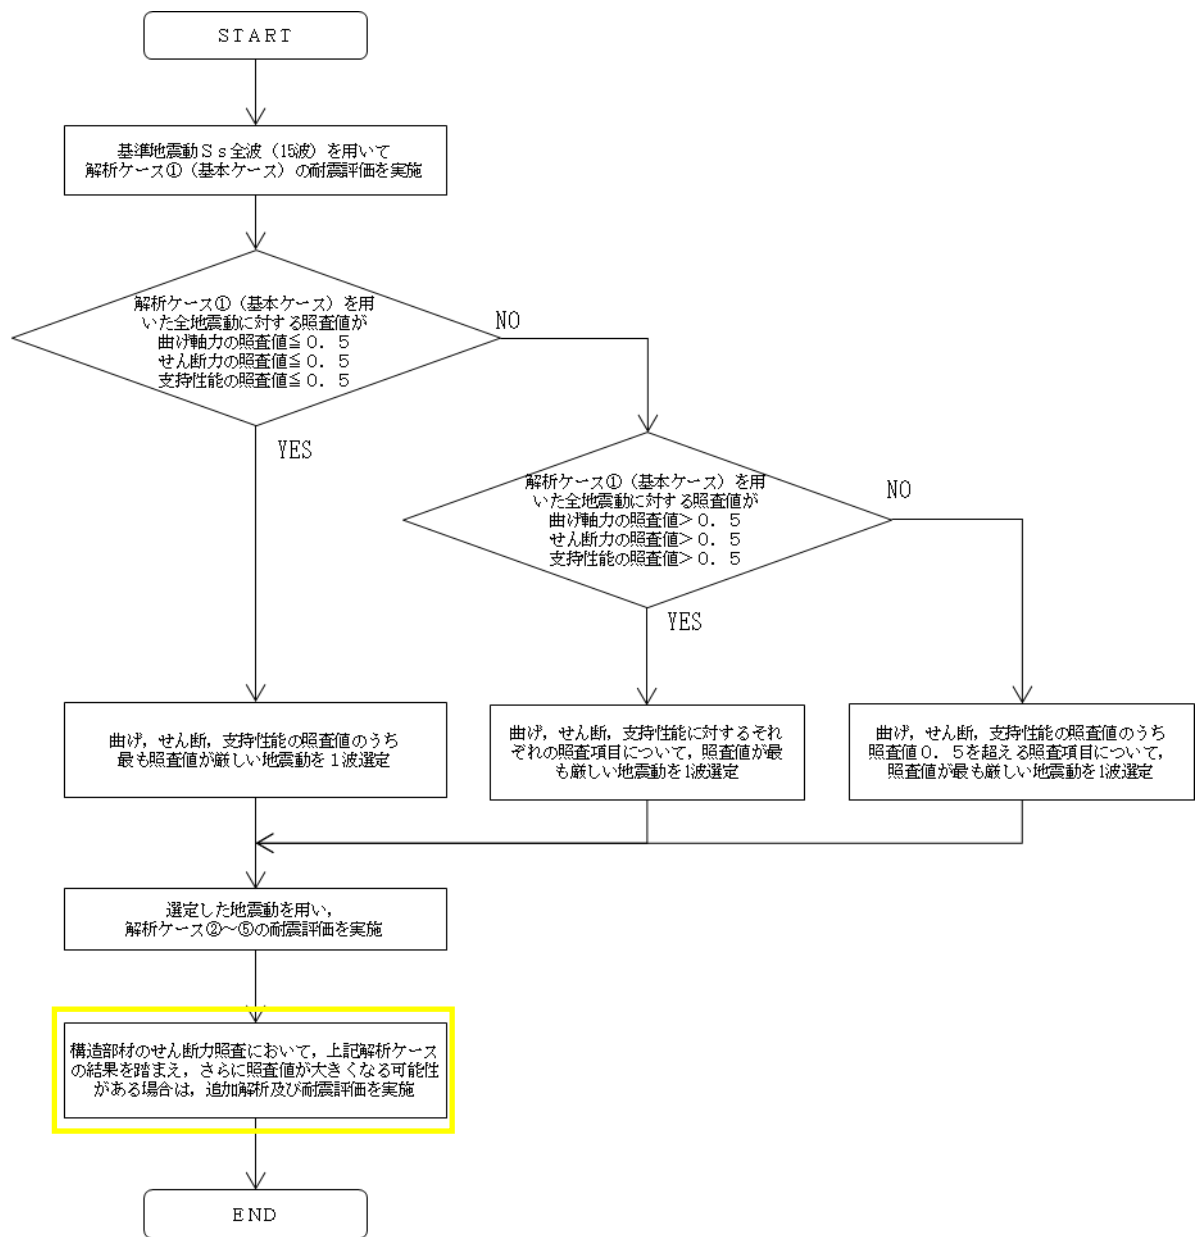 ＳＴＡＲＴ
基準地震動Ｓｓ全波（15波）を用いて
解析ケース①（基本ケース）の耐震評価を実施
解析ケース①（基本ケース）を用
いた全地震動に対する照査値が
曲げ軸力の照査値≦０．５
せん断力の照査値≦０．５
支持性能の照査値≦０．５
NO
YES
解析ケース①（基本ケース）を用
いた全地震動に対する照査値が
曲げ軸力の照査値＞０．５
せん断力の照査値＞０．５
支持性能の照査値＞０．５
NO
YES
曲げ，せん断，支持性能の照査値のうち
最も照査値が厳しい地震動を１波選定
曲げ，せん断，支持性能に対するそれ
ぞれの照査項目について，照査値が最
も厳しい地震動を1波選定
曲げ，せん断，支持性能の照査値のうち
照査値０．５を超える照査項目について，
照査値が最も厳しい地震動を1波選定
選定した地震動を用い，
解析ケース②～⑤の耐震評価を実施
構造部材のせん断力照査において，上記解析ケース
の結果を踏まえ，さらに照査値が大きくなる可能性
がある場合は，追加解析及び耐震評価を実施
ＥＮＤ